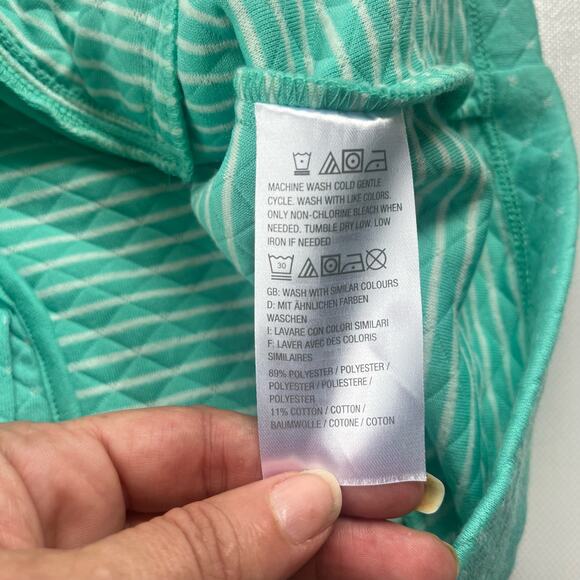 MACHINE WASH COLD GENTLE
CYCLE. WASH WITH LIKE COLORS.
ONLY NON-CHLORINE BLEACH WHEN
NEEDED. TUMBLE DRY LOW. LOW
IRON IF NEEDED
30
GB: WASH WITH SIMILAR COLOURS
D: MIT ÄHNLICHEN FARBEN
WASCHEN
I: LAVARE CON COLORI SIMILARI
F: LAVER AVEC DES COLORIS
SIMILAIRES
89% POLYESTER / POLYESTER /
POLYESTER / POLIESTERE /
POLYESTER
11% COTTON / COTTON /
BAUMWOLLE / COTONE / COTON